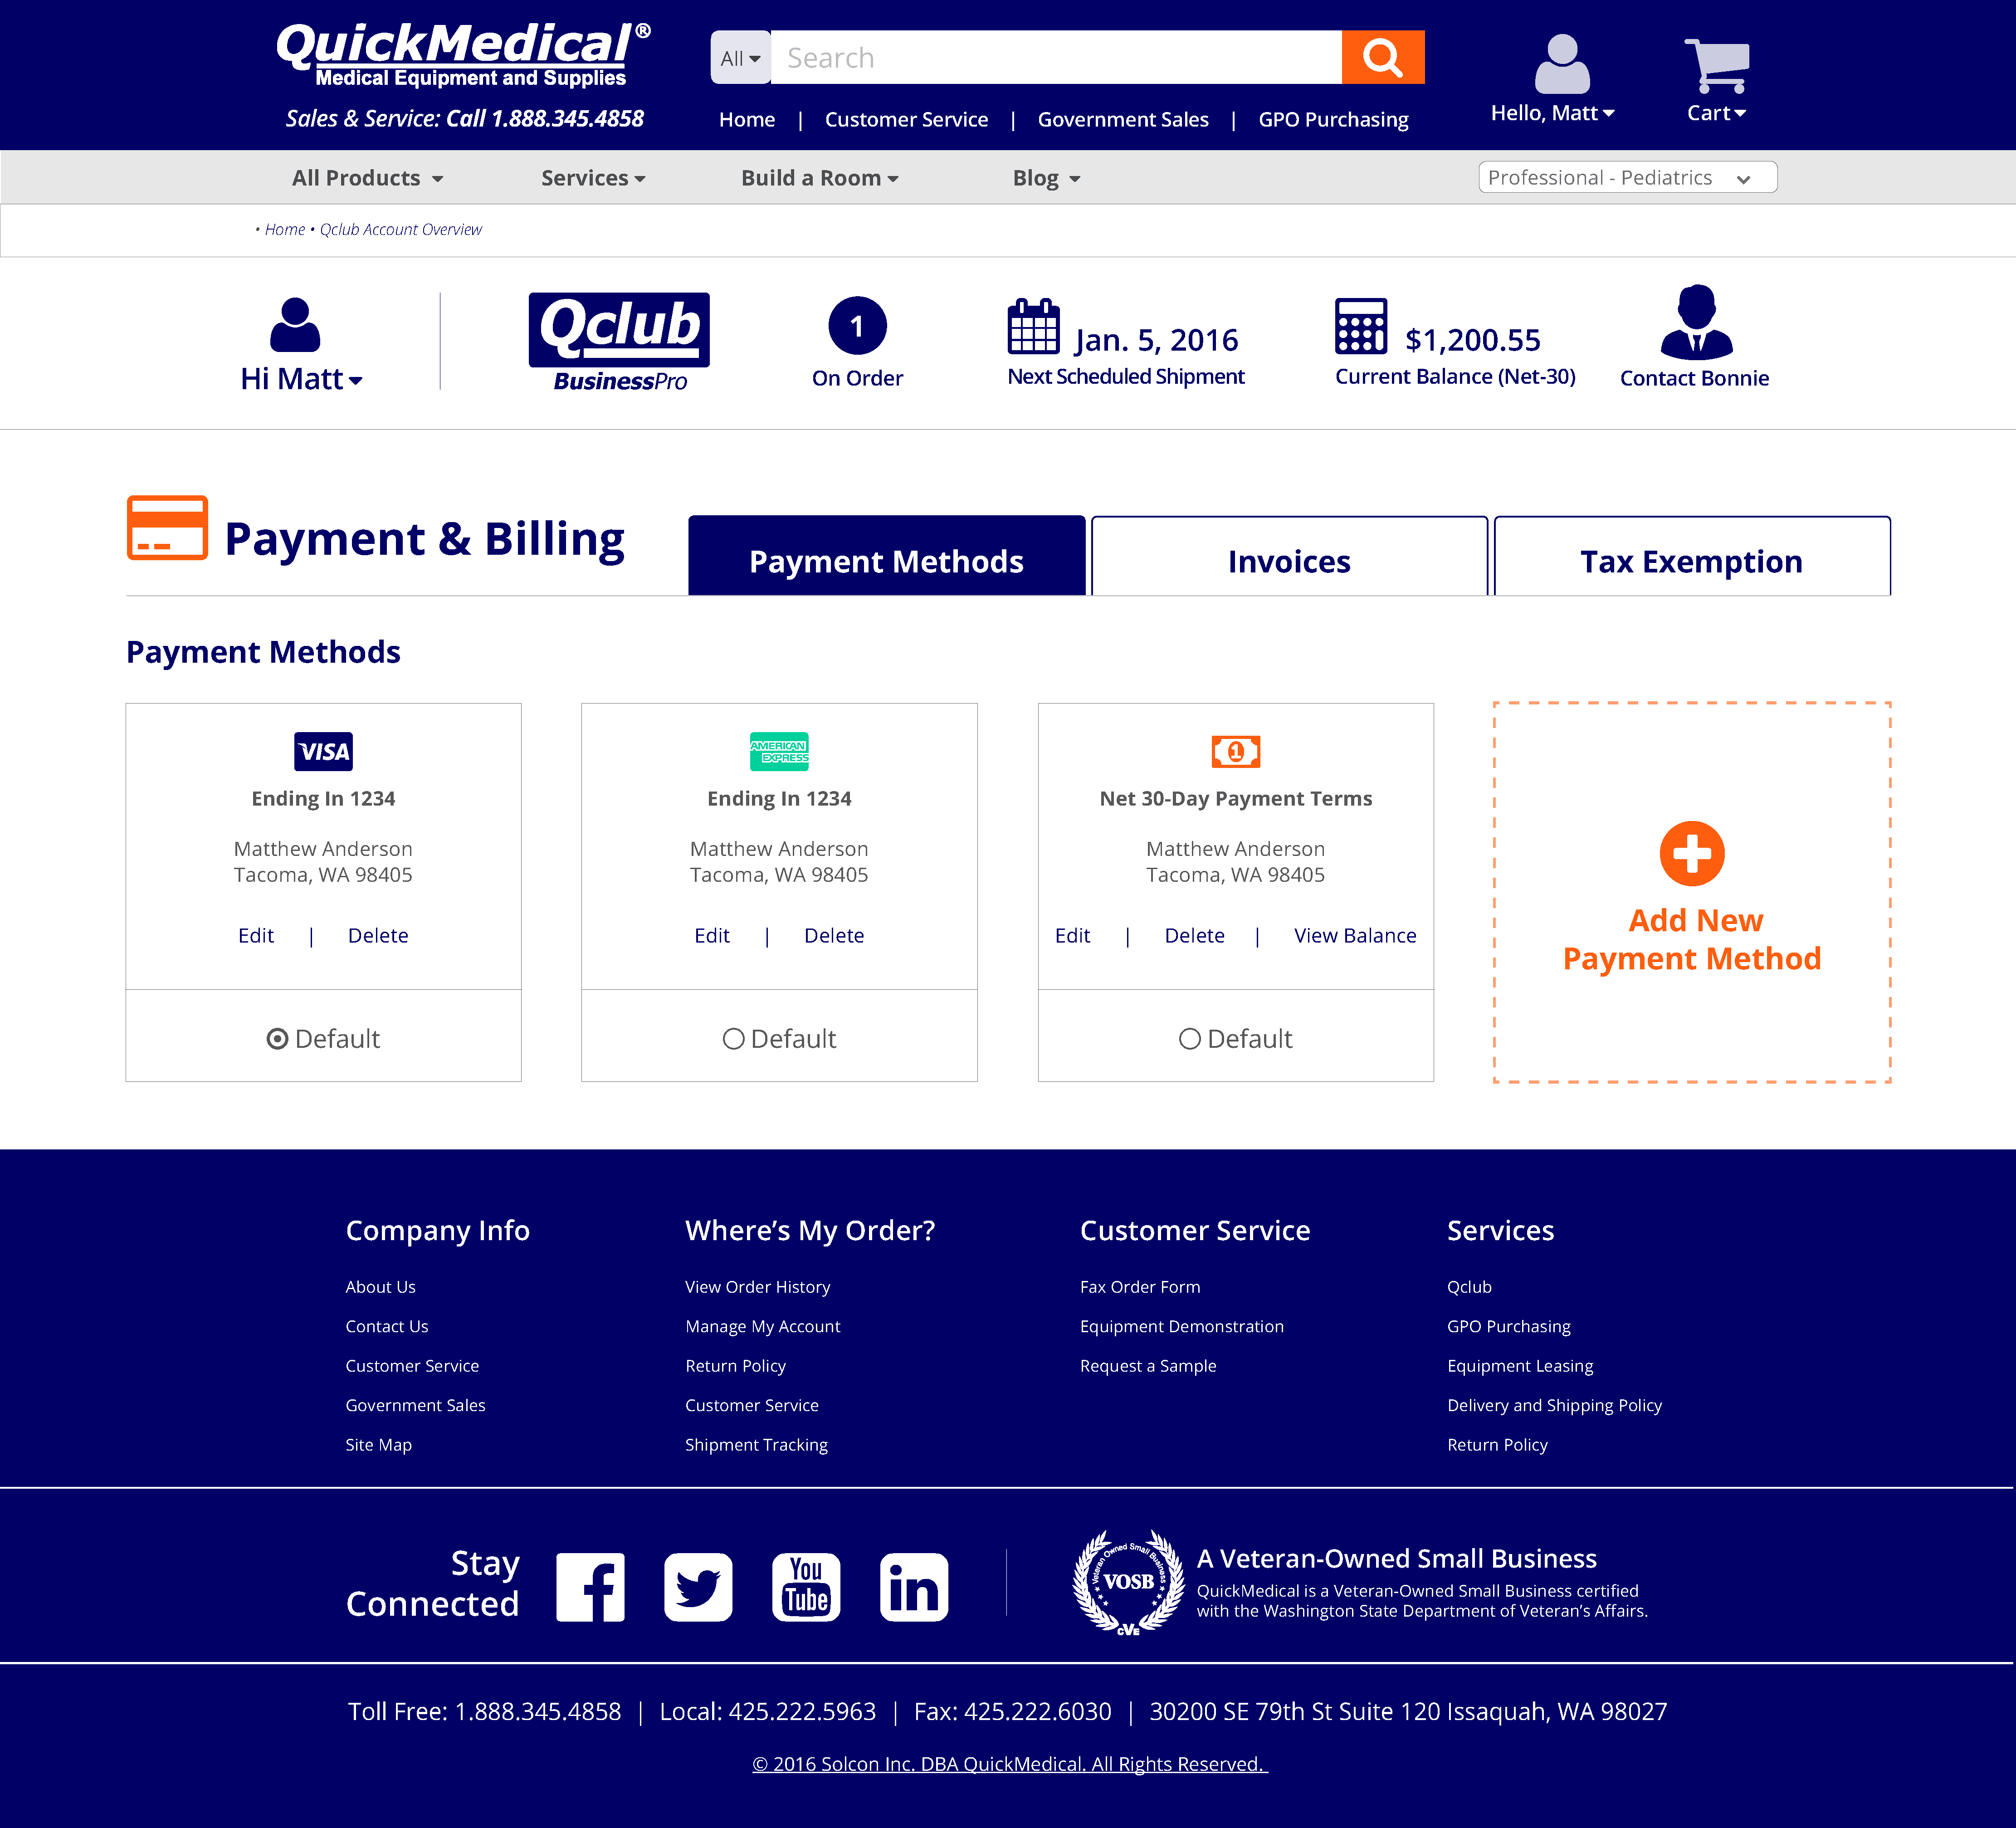 QuickMedical®
Medical Equipment and Supplies
Sales & Service: Call 1.888.345.4858
All
Search
Home | Customer Service | Government Sales | GPO Purchasing
Hello, Matt
Cart
All Products
Services
Build a Room
Blog
Professional - Pediatrics
• Home • Qclub Account Overview
Hi Matt
Qclub
BusinessPro
1
On Order
Jan. 5, 2016
Next Scheduled Shipment
$1,200.55
Current Balance (Net-30)
Contact Bonnie
Payment & Billing
Payment Methods
Invoices
Tax Exemption
Payment Methods
VISA
Ending In 1234
Matthew Anderson
Tacoma, WA 98405
Edit | Delete
Default
AMERICAN
EXPRESS
Ending In 1234
Matthew Anderson
Tacoma, WA 98405
Edit | Delete
Default
1
Net 30-Day Payment Terms
Matthew Anderson
Tacoma, WA 98405
Edit | Delete | View Balance
Default
Add New
Payment Method
Company Info
About Us
Contact Us
Customer Service
Government Sales
Site Map
Where’s My Order?
View Order History
Manage My Account
Return Policy
Customer Service
Shipment Tracking
Customer Service
Fax Order Form
Equipment Demonstration
Request a Sample
Services
Qclub
GPO Purchasing
Equipment Leasing
Delivery and Shipping Policy
Return Policy
Stay
Connected
f
You
Tube
in
Veteran Owned Small Business
VOSB
CVE
A Veteran-Owned Small Business
QuickMedical is a Veteran-Owned Small Business certified
with the Washington State Department of Veteran’s Affairs.
Toll Free: 1.888.345.4858 | Local: 425.222.5963 | Fax: 425.222.6030 | 30200 SE 79th St Suite 120 Issaquah, WA 98027
© 2016 Solcon Inc. DBA QuickMedical. All Rights Reserved.